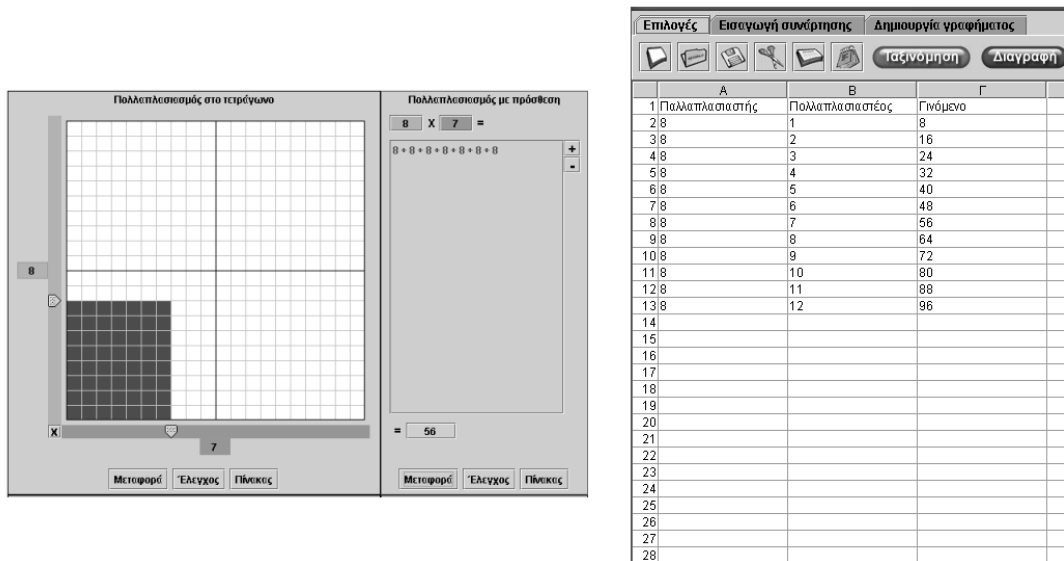 Πολλαπλασιασμός στο τετράγωνο
8
X
7
Μεταφορά Έλεγχος Πίνακας
Πολλαπλασιασμός με πρόσθεση
8 X 7 =
8 + 8 + 8 + 8 + 8 + 8 + 8
+
-
= 56
Μεταφορά Έλεγχος Πίνακας
Επιλογές Εισαγωγή συνάρτησης Δημιουργία γραφήματος
Ταξινόμηση Διαγραφή
Α Β Γ
1 Παλλαπλασιαστής Πολλαπλασιαστέος Γινόμενο
2 8 1 8
3 8 2 16
4 8 3 24
5 8 4 32
6 8 5 40
7 8 6 48
8 8 7 56
9 8 8 64
10 8 9 72
11 8 10 80
12 8 11 88
13 8 12 96
14
15
16
17
18
19
20
21
22
23
24
25
26
27
28